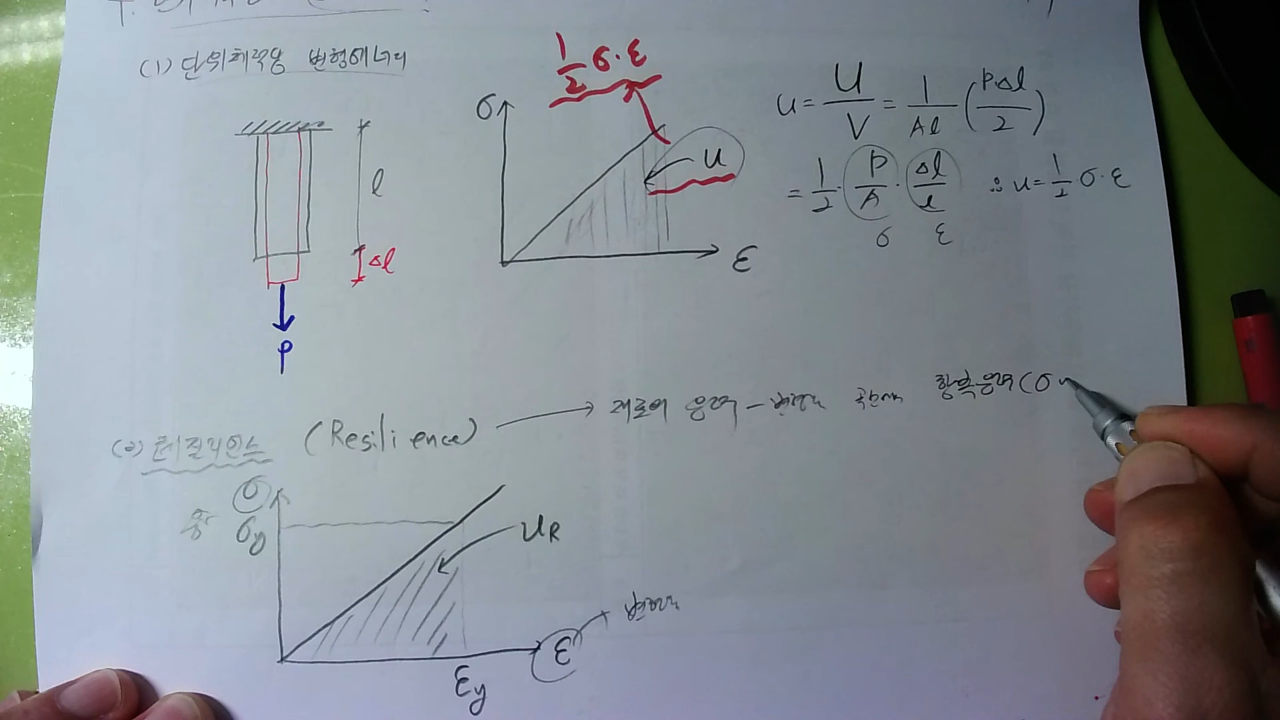 (1) 단위체적당 변형에너지
1/2 σ·ε
σ
u
ε
l
Δl
P
u = U/V = 1/Al (PΔl/2)
= 1/2 · P/A · Δl/l ∴ u = 1/2 σ·ε
σ ε
(2) 레질리언스 (Resilience) → 재료의 응력 - 변형도 곡선에서 항복응력(σ
σ
σy
UR
ε → 변형도
εy